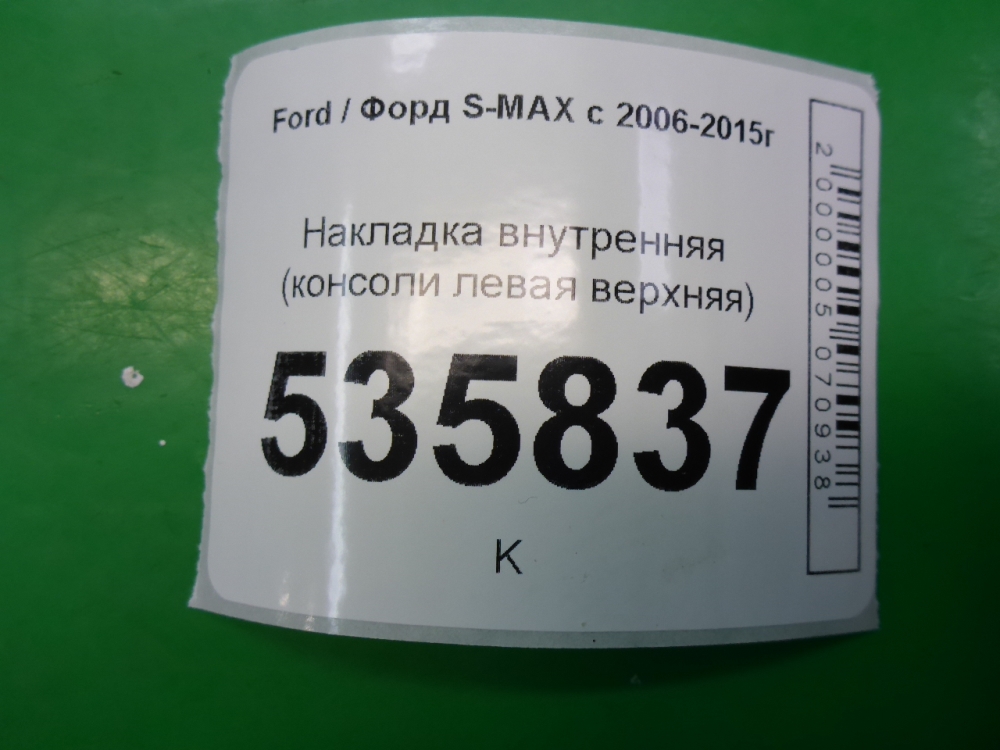 Ford / Форд S-MAX с 2006-2015г
Накладка внутренняя
(консоли левая верхняя)
535837
К
2000005070938